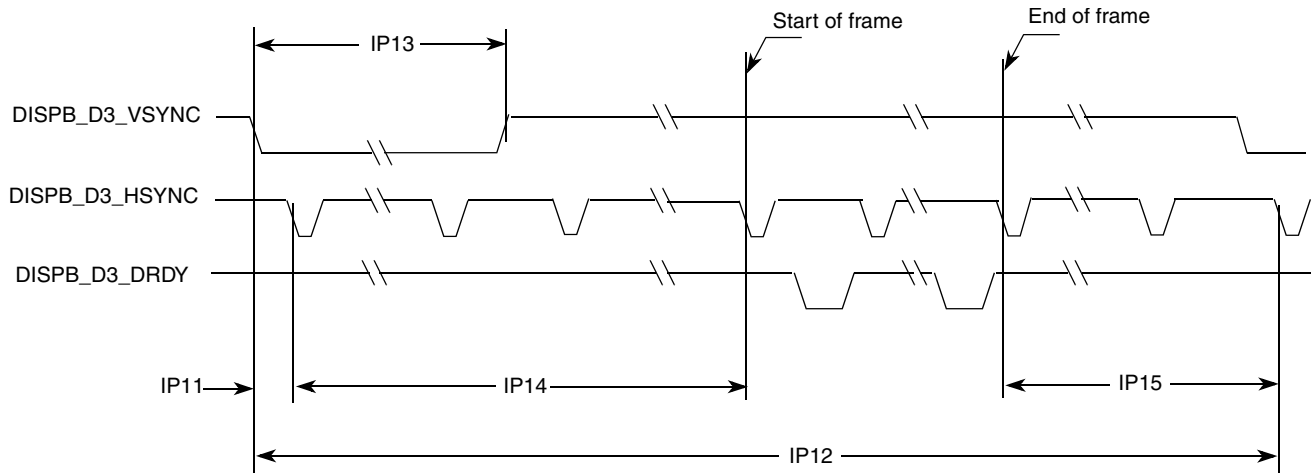 Start of frame
End of frame
IP13
DISPB_D3_VSYNC
DISPB_D3_HSYNC
DISPB_D3_DRDY
IP11
IP14
IP15
IP12